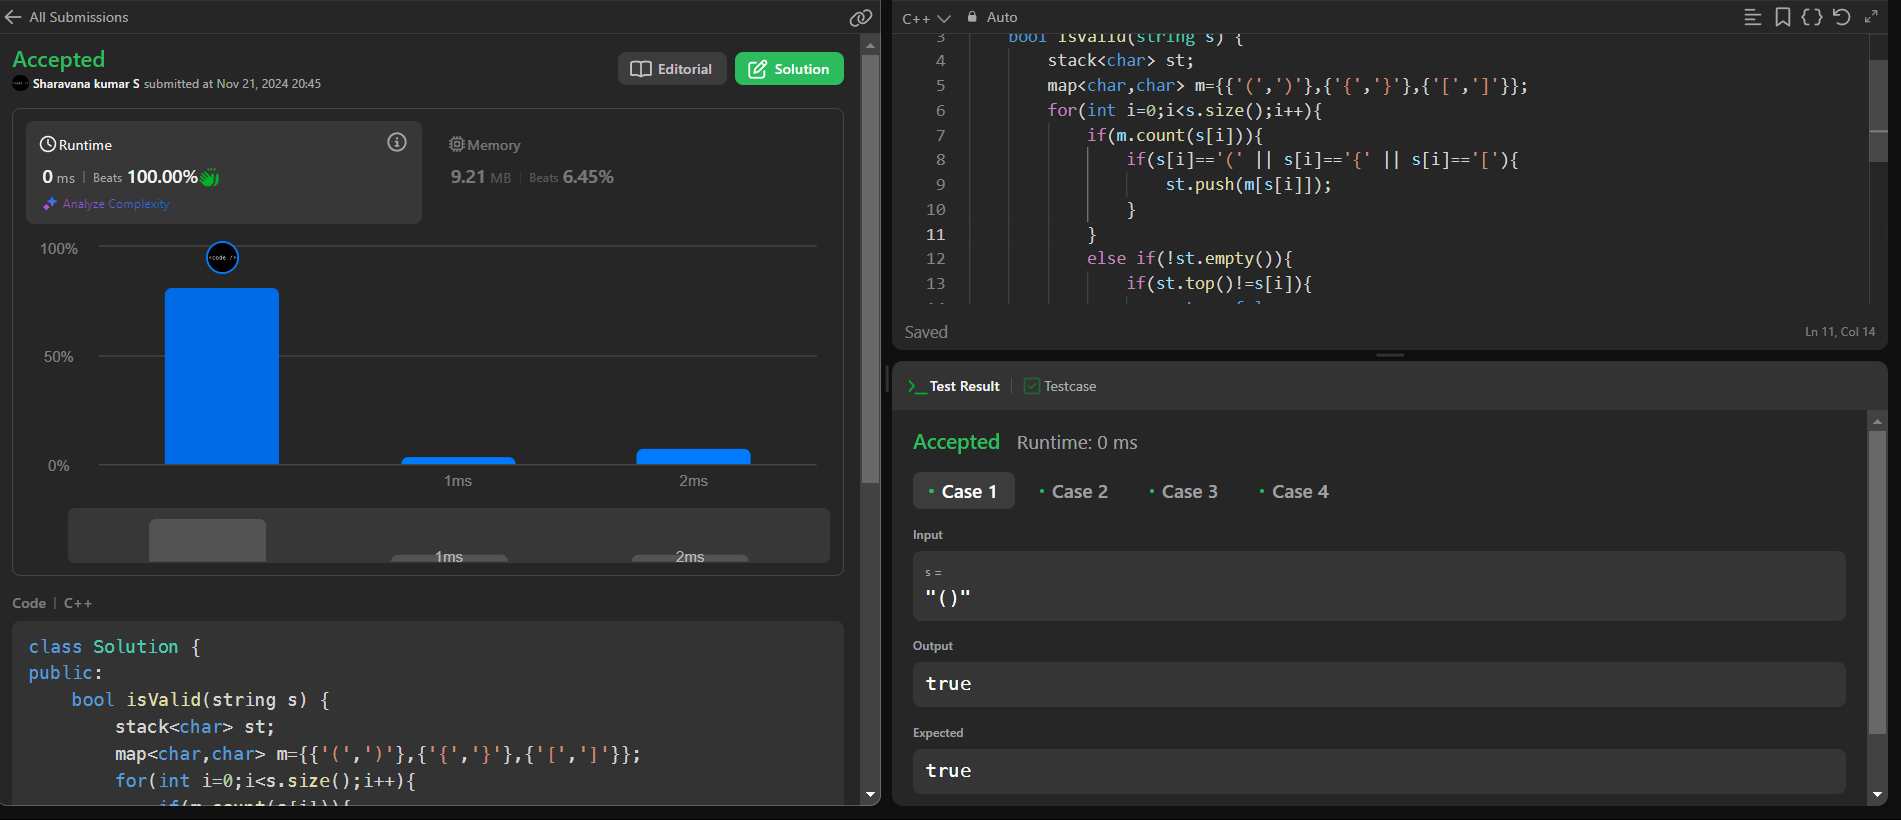 All Submissions
Accepted
Sharavana kumar S submitted at Nov 21, 2024 20:45
Editorial
Solution
Runtime
0 ms | Beats 100.00%
Analyze Complexity
Memory
9.21 MB | Beats 6.45%
100%
<code />
50%
0%
1ms
2ms
1ms
2ms
Code | C++
class Solution {
public:
    bool isValid(string s) {
        stack<char> st;
        map<char,char> m={{'(',')'},{'{','}'},{'[',']'}};
        for(int i=0;i<s.size();i++){
            if(m.count(s[i])){
C++
Auto
3    bool isValid(string s) {
4        stack<char> st;
5        map<char,char> m={{'(',')'},{'{','}'},{'[',']'}};
6        for(int i=0;i<s.size();i++){
7            if(m.count(s[i])){
8                if(s[i]=='(' || s[i]=='{' || s[i]=='['){
9                    st.push(m[s[i]]);
10                }
11            }
12            else if(!st.empty()){
13                if(st.top()!=s[i]){
Saved
Ln 11, Col 14
Test Result
Testcase
Accepted Runtime: 0 ms
Case 1
Case 2
Case 3
Case 4
Input
s =
"()"
Output
true
Expected
true